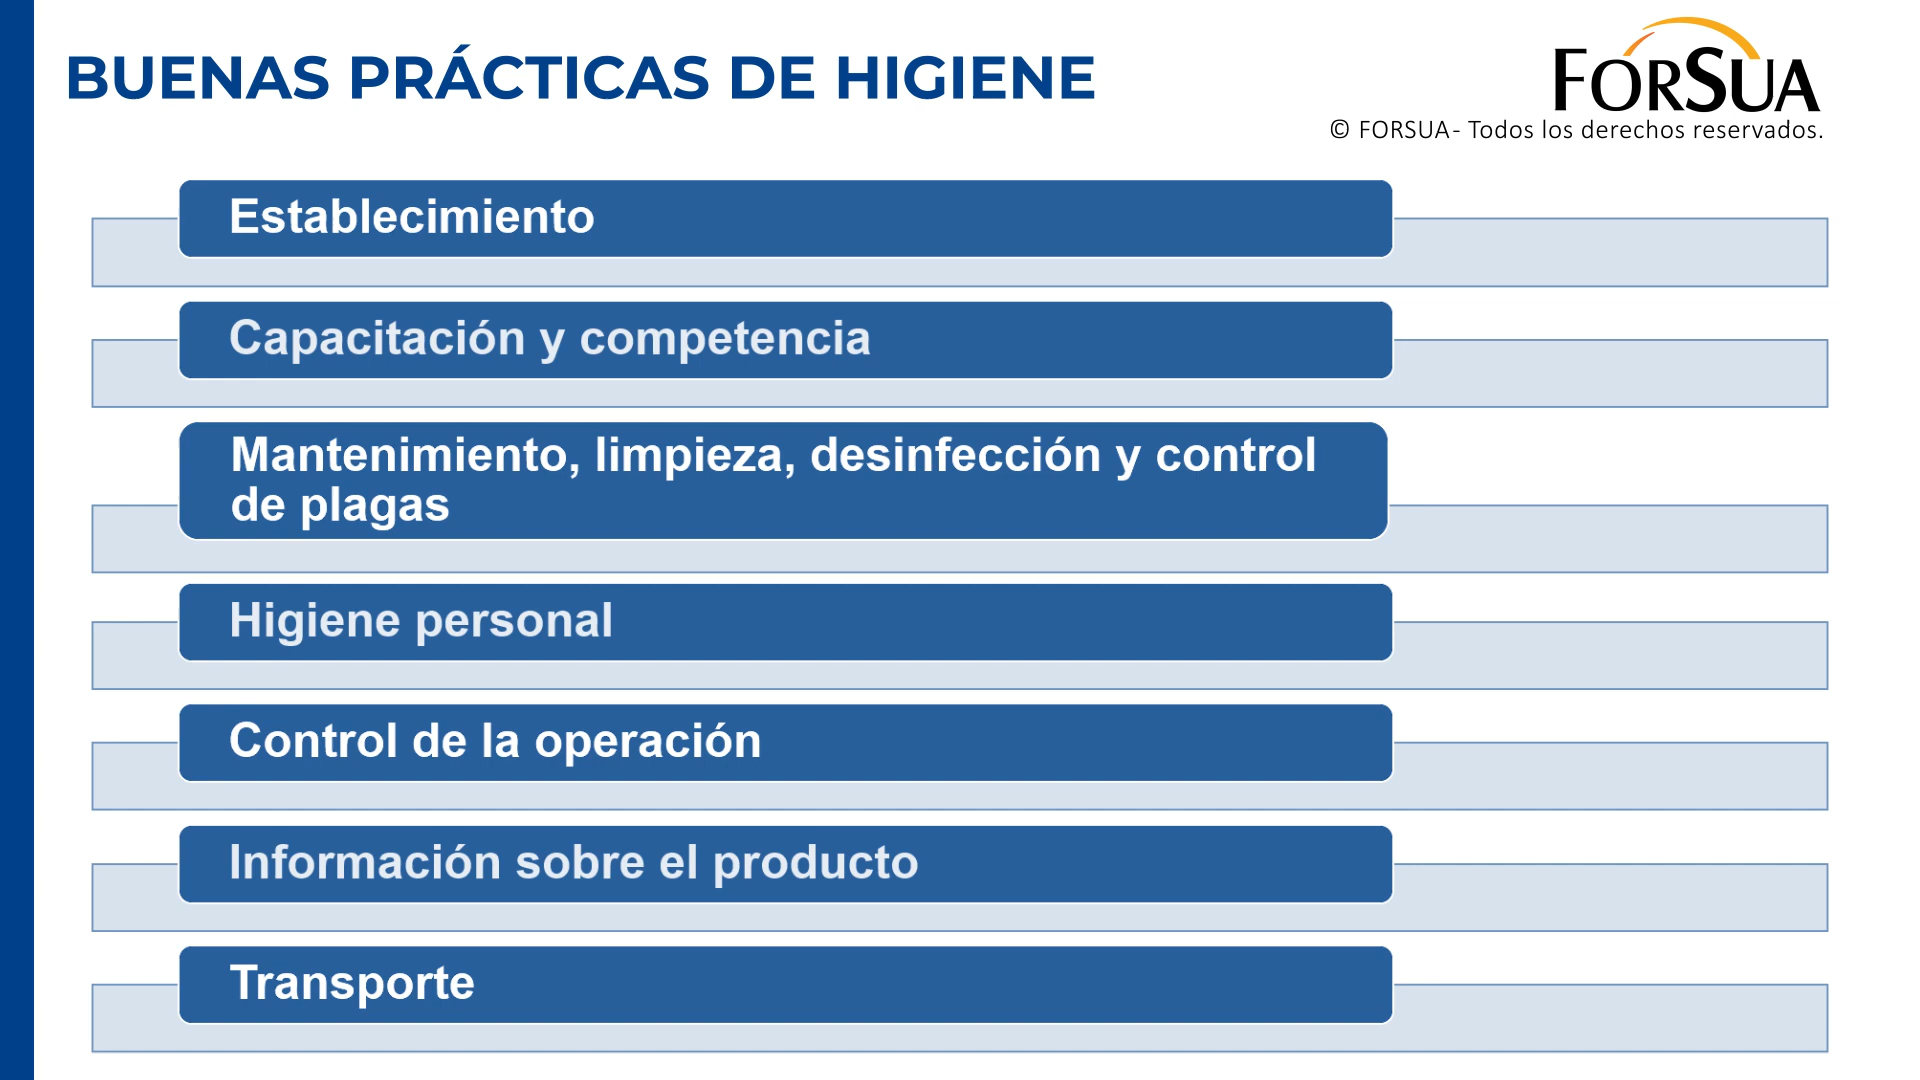 BUENAS PRÁCTICAS DE HIGIENE
FORSUA
© FORSUA- Todos los derechos reservados.
Establecimiento
Capacitación y competencia
Mantenimiento, limpieza, desinfección y control
de plagas
Higiene personal
Control de la operación
Información sobre el producto
Transporte